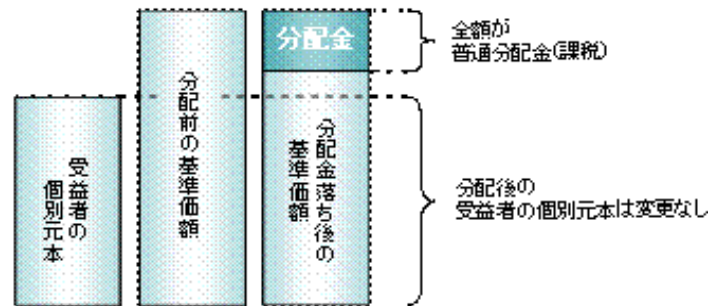 受益者の
個別元本
分配前の基準価額
分配金
分配金落ち後の
基準価額
全額が
普通分配金(課税)
分配後の
受益者の個別元本は変更なし